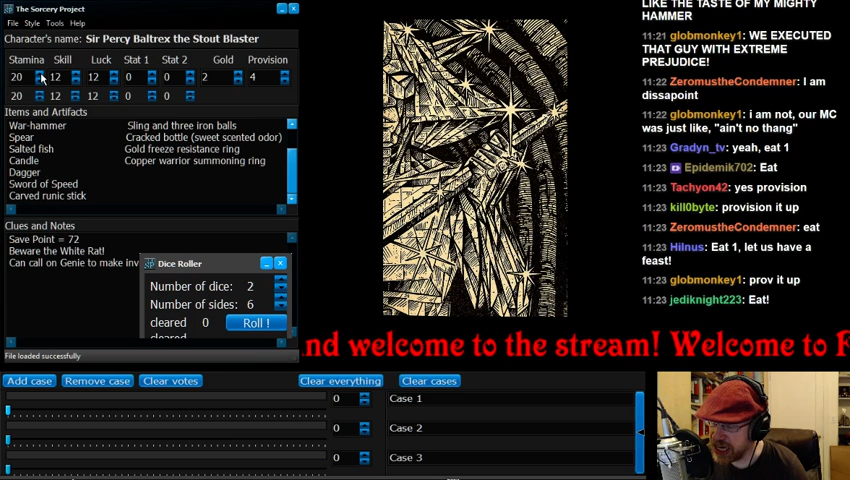 The Sorcery Project
File Style Tools Help
Character's name: Sir Percy Baltrex the Stout Blaster
Stamina Skill Luck Stat 1 Stat 2 Gold Provision
20 12 12 0 0 2 4
20 12 12 0 0
Items and Artifacts
War-hammer Sling and three iron balls
Spear Cracked bottle (sweet scented odor)
Salted fish Gold freeze resistance ring
Candle Copper warrior summoning ring
Dagger
Sword of Speed
Carved runic stick
Clues and Notes
Save Point = 72
Beware the White Rat!
Can call on Genie to make inv
Dice Roller
Number of dice: 2
Number of sides: 6
cleared 0 Roll !
cleared
File loaded successfully
LIKE THE TASTE OF MY MIGHTY
HAMMER
11:21 globmonkey1: WE EXECUTED
THAT GUY WITH EXTREME
PREJUDICE!
11:22 ZeromustheCondemner: I am
dissapoint
11:22 globmonkey1: i am not, our MC
was just like, "ain't no thang"
11:23 Gradyn_tv: yeah, eat 1
11:23 Epidemik702: Eat
11:23 Tachyon42: yes provision
11:23 kill0byte: provision it up
11:23 ZeromustheCondemner: eat
11:23 Hilnus: Eat 1, let us have a
feast!
11:23 globmonkey1: prov it up
11:23 jediknight223: Eat!
nd welcome to the stream! Welcome to F
Add case Remove case Clear votes Clear everything Clear cases
0 Case 1
0 Case 2
0 Case 3